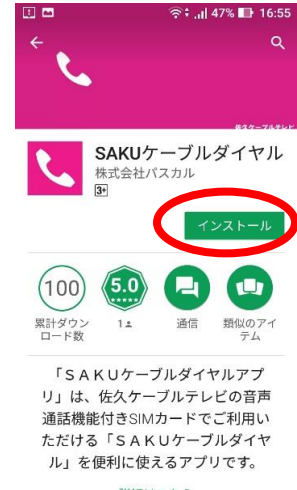 47% 16:55
佐久ケーブルテレビ
SAKUケーブルダイヤル
株式会社パスカル
3+
インストール
100
5.0
累計ダウン
ロード数
1
通信
類似のアイ
テム
「ＳＡＫＵケーブルダイヤルアプ
リ」は、佐久ケーブルテレビの音声
通話機能付きSIMカードでご利用い
ただける「ＳＡＫＵケーブルダイヤ
ル」を便利に使えるアプリです。